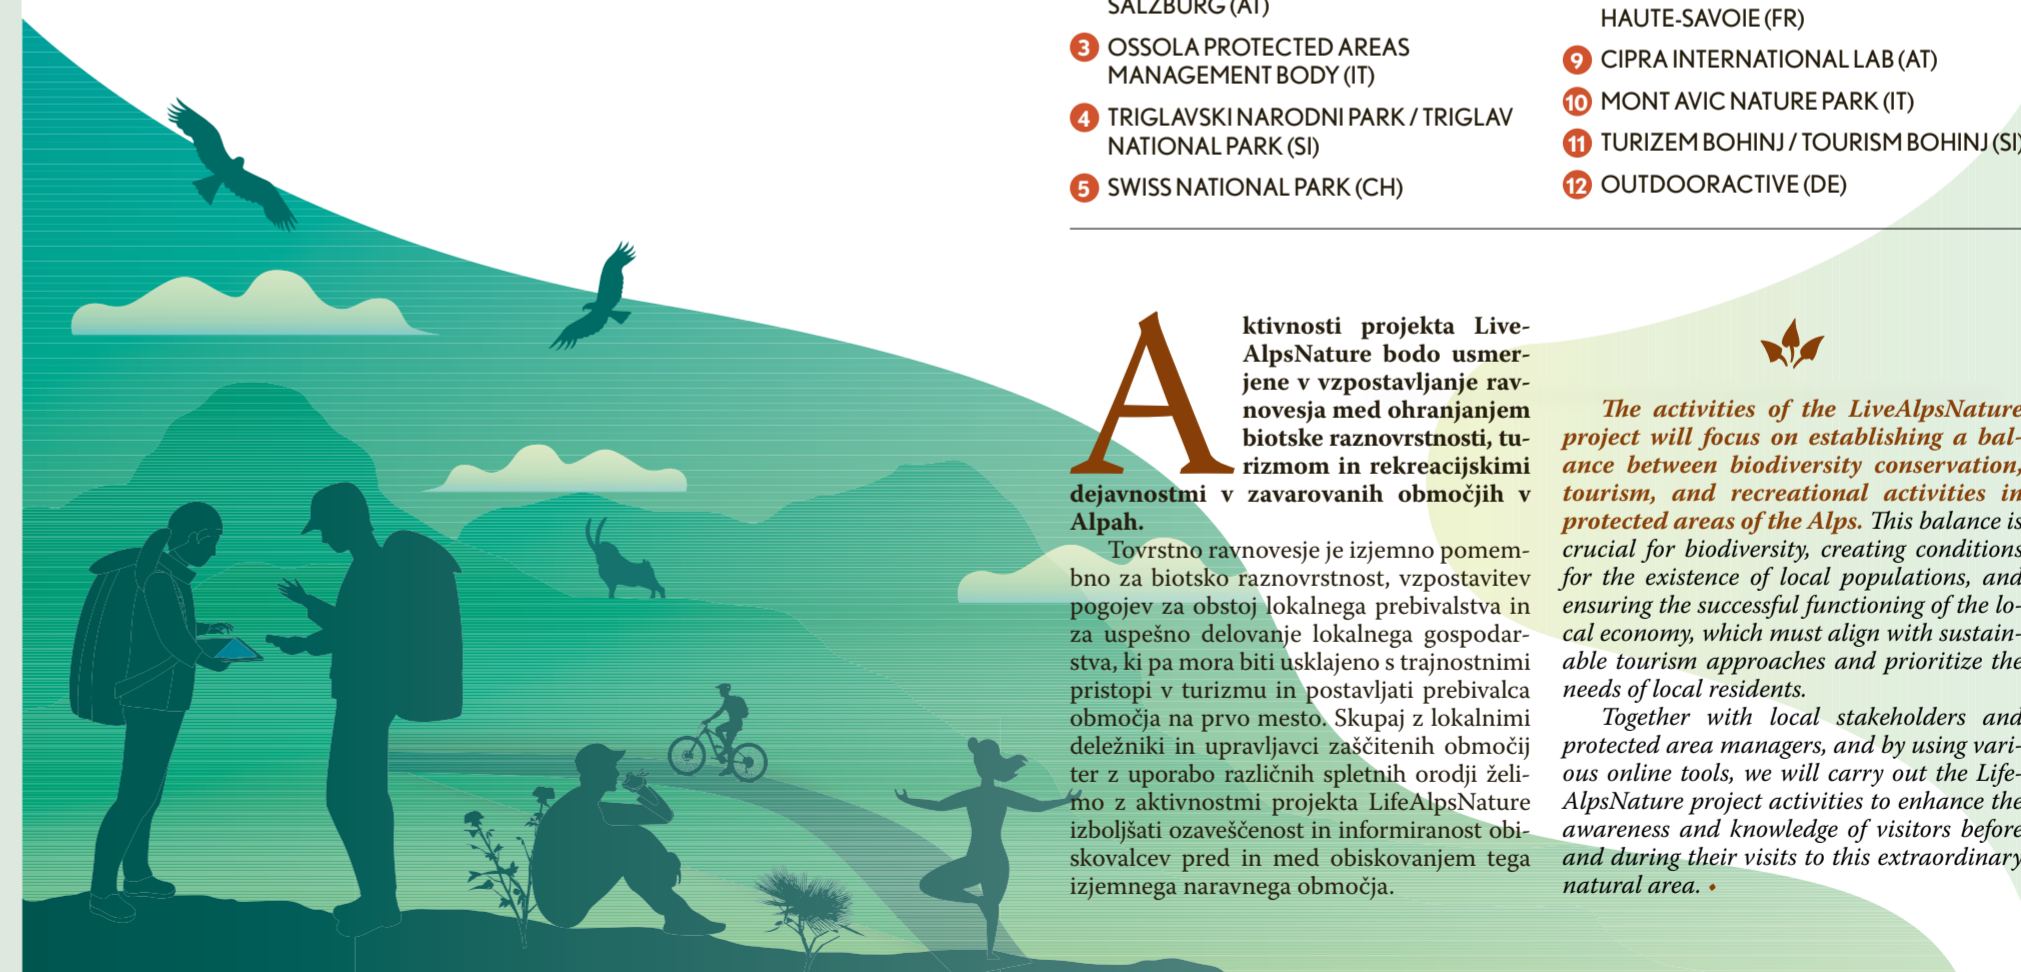 SALZBURG (AT)
3 OSSOLA PROTECTED AREAS
MANAGEMENT BODY (IT)
4 TRIGLAVSKI NARODNI PARK / TRIGLAV
NATIONAL PARK (SI)
5 SWISS NATIONAL PARK (CH)
HAUTE-SAVOIE (FR)
9 CIPRA INTERNATIONAL LAB (AT)
10 MONT AVIC NATURE PARK (IT)
11 TURIZEM BOHINJ / TOURISM BOHINJ (SI)
12 OUTDOORACTIVE (DE)
Aktivnosti projekta Live-
AlpsNature bodo usmer-
jene v vzpostavljanje rav-
novesja med ohranjanjem
biotske raznovrstnosti, tu-
rizmom in rekreacijskimi
dejavnostmi v zavarovanih območjih v
Alpah.
Tovrstno ravnovesje je izjemno pomem-
bno za biotsko raznovrstnost, vzpostavitev
pogojev za obstoj lokalnega prebivalstva in
za uspešno delovanje lokalnega gospodar-
stva, ki pa mora biti usklajeno s trajnostnimi
pristopi v turizmu in postavljati prebivalca
območja na prvo mesto. Skupaj z lokalnimi
deležniki in upravljavci zaščitenih območij
ter z uporabo različnih spletnih orodji želi-
mo z aktivnostmi projekta LifeAlpsNature
izboljšati ozaveščenost in informiranost obi-
skovalcev pred in med obiskovanjem tega
izjemnega naravnega območja.
The activities of the LiveAlpsNature
project will focus on establishing a bal-
ance between biodiversity conservation,
tourism, and recreational activities in
protected areas of the Alps. This balance is
crucial for biodiversity, creating conditions
for the existence of local populations, and
ensuring the successful functioning of the lo-
cal economy, which must align with sustain-
able tourism approaches and prioritize the
needs of local residents.
Together with local stakeholders and
protected area managers, and by using vari-
ous online tools, we will carry out the Life-
AlpsNature project activities to enhance the
awareness and knowledge of visitors before
and during their visits to this extraordinary
natural area.